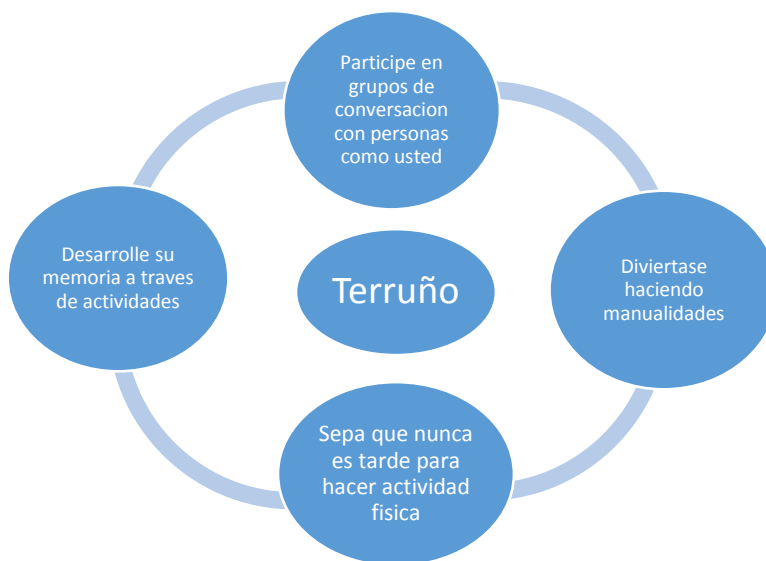 Participe en
grupos de
conversacion
con personas
como usted
Desarrolle su
memoria a traves
de actividades
Terruño
Diviertase
haciendo
manualidades
Sepa que nunca
es tarde para
hacer actividad
fisica